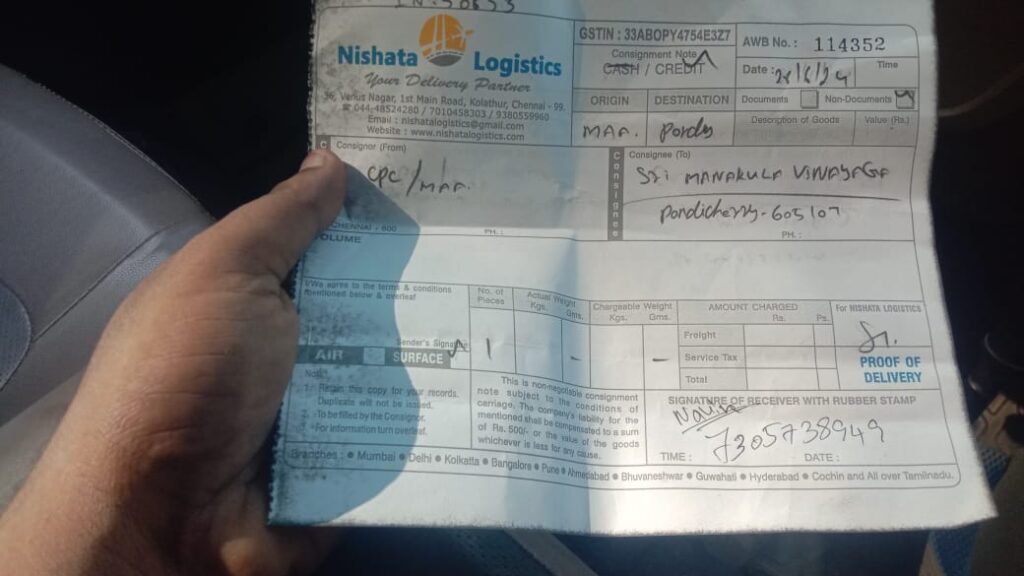 Nishata Logistics
Your Delivery Partner
36, Venus Nagar, 1st Main Road, Kolathur, Chennai - 99.
044-48524280 / 7010458303 / 9380559960
Email : nishatalogistics@gmail.com
Website : www.nishatalogistics.com
GSTIN : 33ABOPY4754E3Z7
Consignment Note
CASH / CREDIT
AWB No. : 114352
Date : Time
ORIGIN DESTINATION
MAA. Pondy
Documents Non-Documents
Description of Goods Value (Rs.)
C Consignor (From)
CPC / MAA.
CHENNAI - 600
PH. :
Consignee
Consignee (To)
SRI MANAKULA VINAYAGA
Pondicherry - 605107
PH. :
VOLUME
I/We agree to the terms & conditions
mentioned below & overleaf
Sender's Signature
AIR SURFACE
No. of Pieces
1
Actual Weight
Kgs. Gms.
-
Chargeable Weight
Kgs. Gms.
-
AMOUNT CHARGED
Rs. Ps.
Freight
Service Tax
Total
For NISHATA LOGISTICS
PROOF OF
DELIVERY
Note :
1. Retain this copy for your records.
Duplicate will not be issued.
2. To be filled by the Consignor.
3. For information turn overleaf.
This is non-negotiable consignment
note subject to the conditions of
carriage. The company's liability for the
mentioned shall be compensated to a sum
of Rs. 500/- or the value of the goods
whichever is less for any cause.
SIGNATURE OF RECEIVER WITH RUBBER STAMP
7305738949
TIME : DATE :
Branches : ● Mumbai ● Delhi ● Kolkatta ● Bangalore ● Pune ● Ahmedabad ● Bhuvaneshwar ● Guwahati ● Hyderabad ● Cochin and All over Tamilnadu.